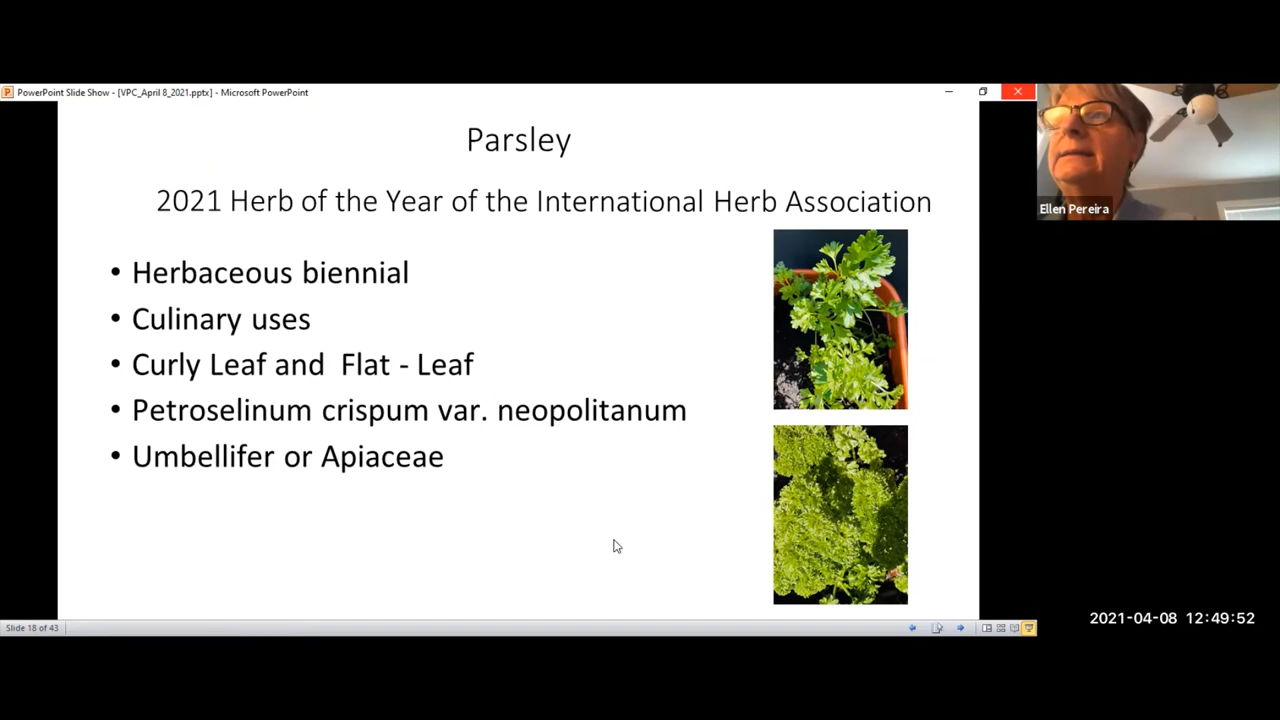 PowerPoint Slide Show - [VPC_April 8_2021.pptx] - Microsoft PowerPoint
Parsley
2021 Herb of the Year of the International Herb Association
• Herbaceous biennial
• Culinary uses
• Curly Leaf and Flat - Leaf
• Petroselinum crispum var. neopolitanum
• Umbellifer or Apiaceae
Ellen Pereira
Slide 18 of 43
2021-04-08 12:49:52